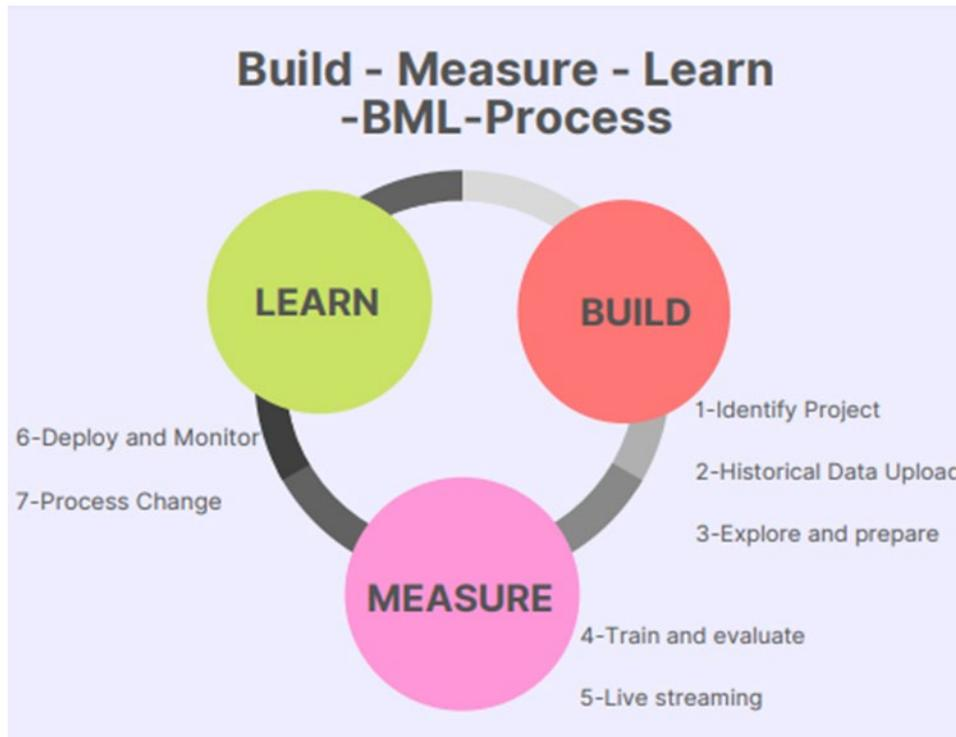 Build - Measure - Learn
-BML-Process
LEARN
BUILD
1-Identify Project
2-Historical Data Upload
3-Explore and prepare
6-Deploy and Monitor
7-Process Change
MEASURE
4-Train and evaluate
5-Live streaming